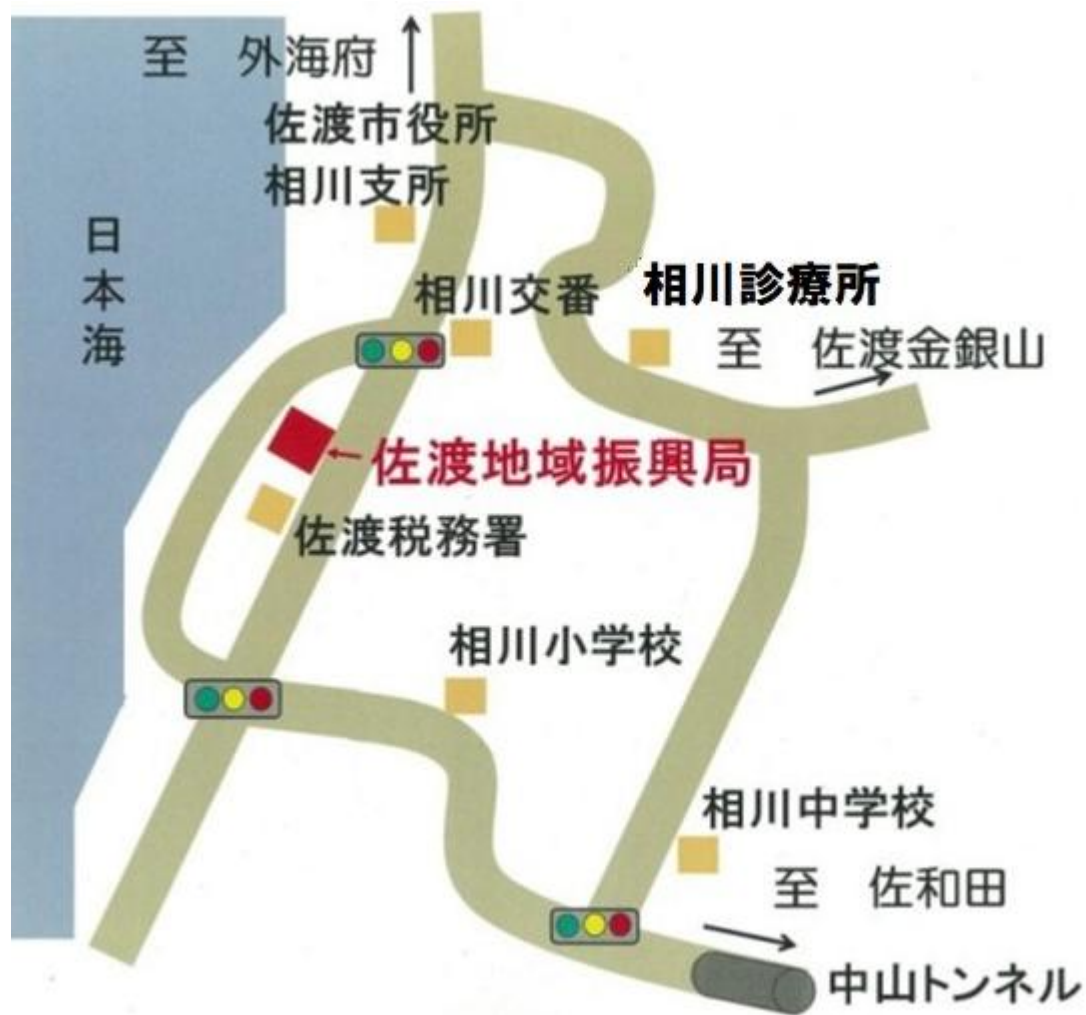 至　外海府
佐渡市役所
相川支所
日本海
相川交番
相川診療所
至　佐渡金銀山
佐渡地域振興局
佐渡税務署
相川小学校
相川中学校
至　佐和田
中山トンネル